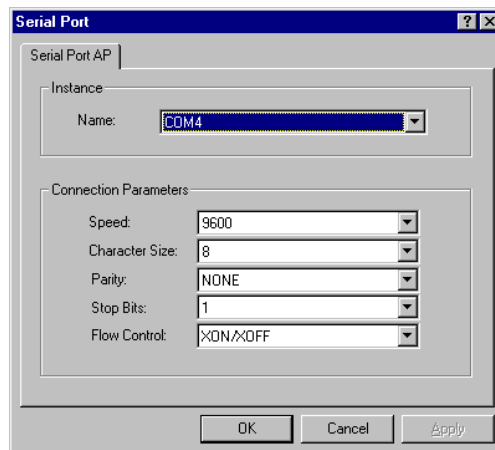 Serial Port
Serial Port AP
Instance
Name: COM4
Connection Parameters
Speed: 9600
Character Size: 8
Parity: NONE
Stop Bits: 1
Flow Control: XON/XOFF
OK Cancel Apply